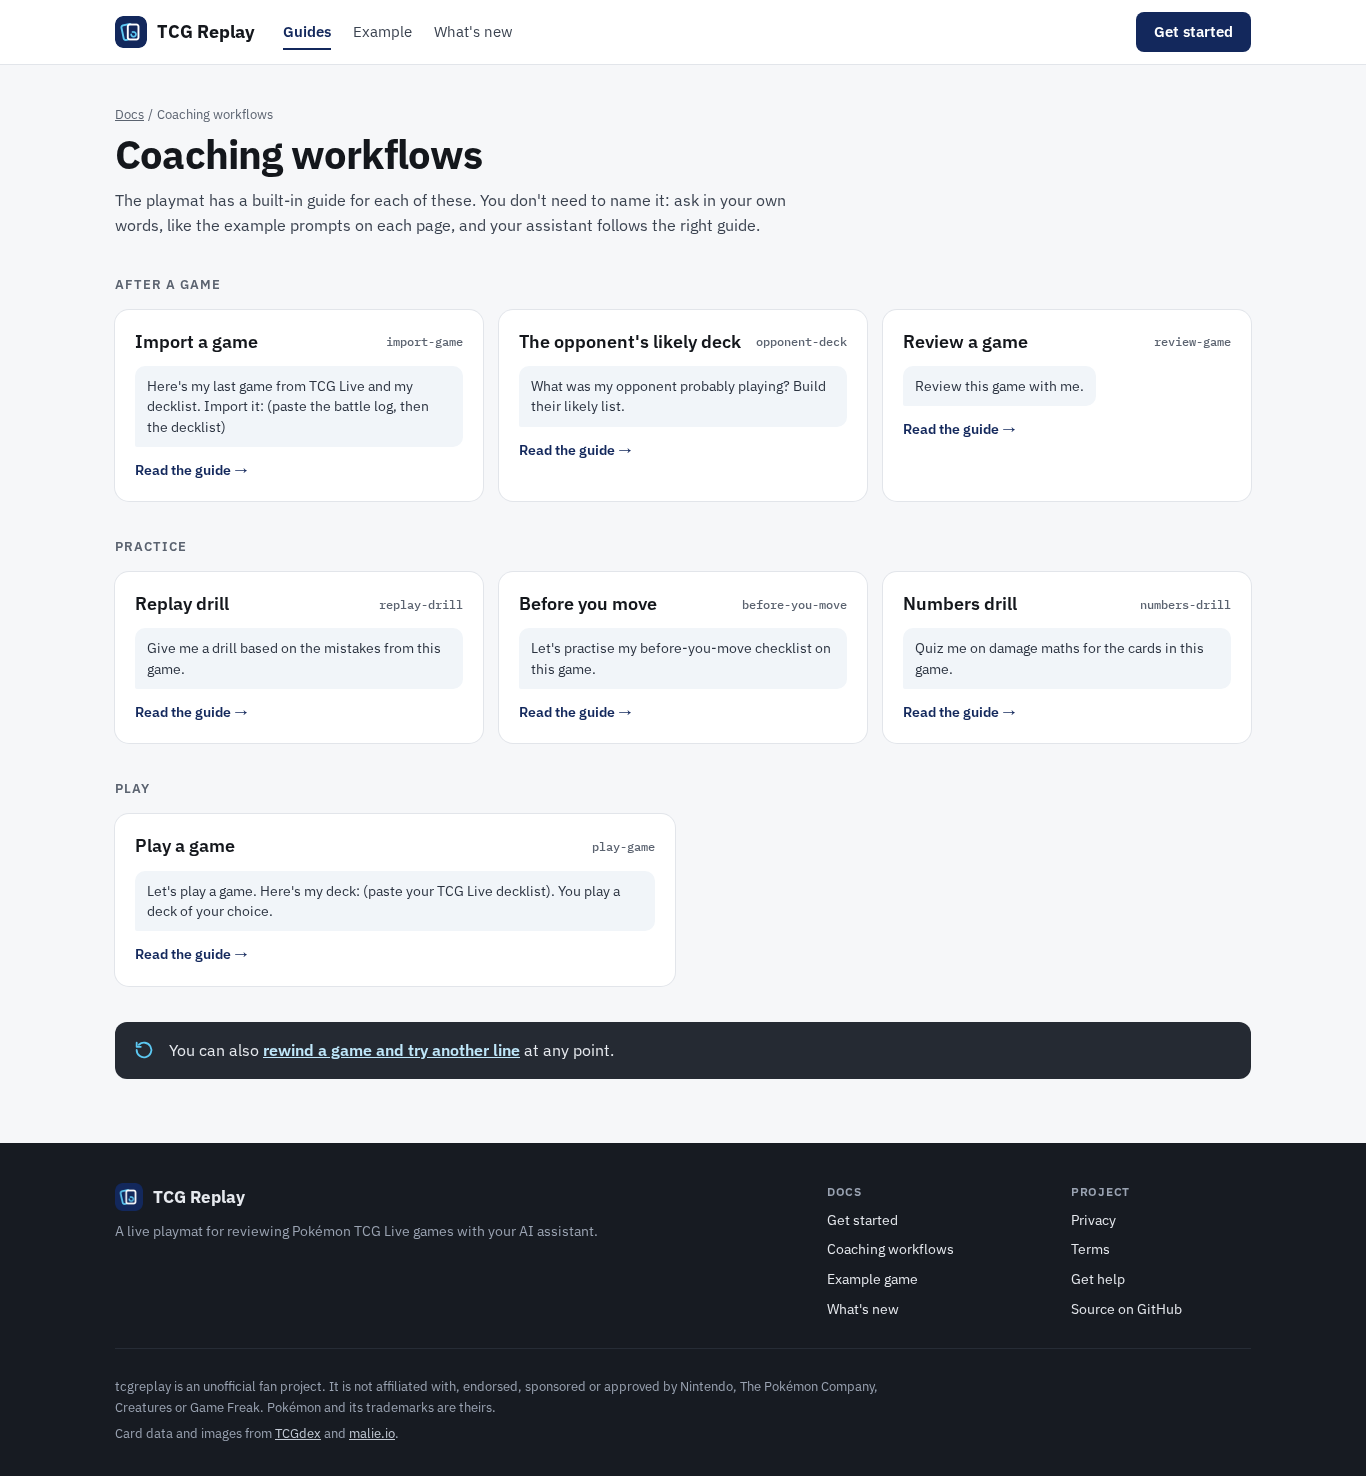 TCG Replay
Guides
Example
What's new
Get started
Docs / Coaching workflows
Coaching workflows
The playmat has a built-in guide for each of these. You don't need to name it: ask in your own
words, like the example prompts on each page, and your assistant follows the right guide.
AFTER A GAME
Import a game
import-game
Here's my last game from TCG Live and my
decklist. Import it: (paste the battle log, then
the decklist)
Read the guide →
The opponent's likely deck
opponent-deck
What was my opponent probably playing? Build
their likely list.
Read the guide →
Review a game
review-game
Review this game with me.
Read the guide →
PRACTICE
Replay drill
replay-drill
Give me a drill based on the mistakes from this
game.
Read the guide →
Before you move
before-you-move
Let's practise my before-you-move checklist on
this game.
Read the guide →
Numbers drill
numbers-drill
Quiz me on damage maths for the cards in this
game.
Read the guide →
PLAY
Play a game
play-game
Let's play a game. Here's my deck: (paste your TCG Live decklist). You play a
deck of your choice.
Read the guide →
You can also rewind a game and try another line at any point.
TCG Replay
A live playmat for reviewing Pokémon TCG Live games with your AI assistant.
DOCS
Get started
Coaching workflows
Example game
What's new
PROJECT
Privacy
Terms
Get help
Source on GitHub
tcgreplay is an unofficial fan project. It is not affiliated with, endorsed, sponsored or approved by Nintendo, The Pokémon Company,
Creatures or Game Freak. Pokémon and its trademarks are theirs.
Card data and images from TCGdex and malie.io.